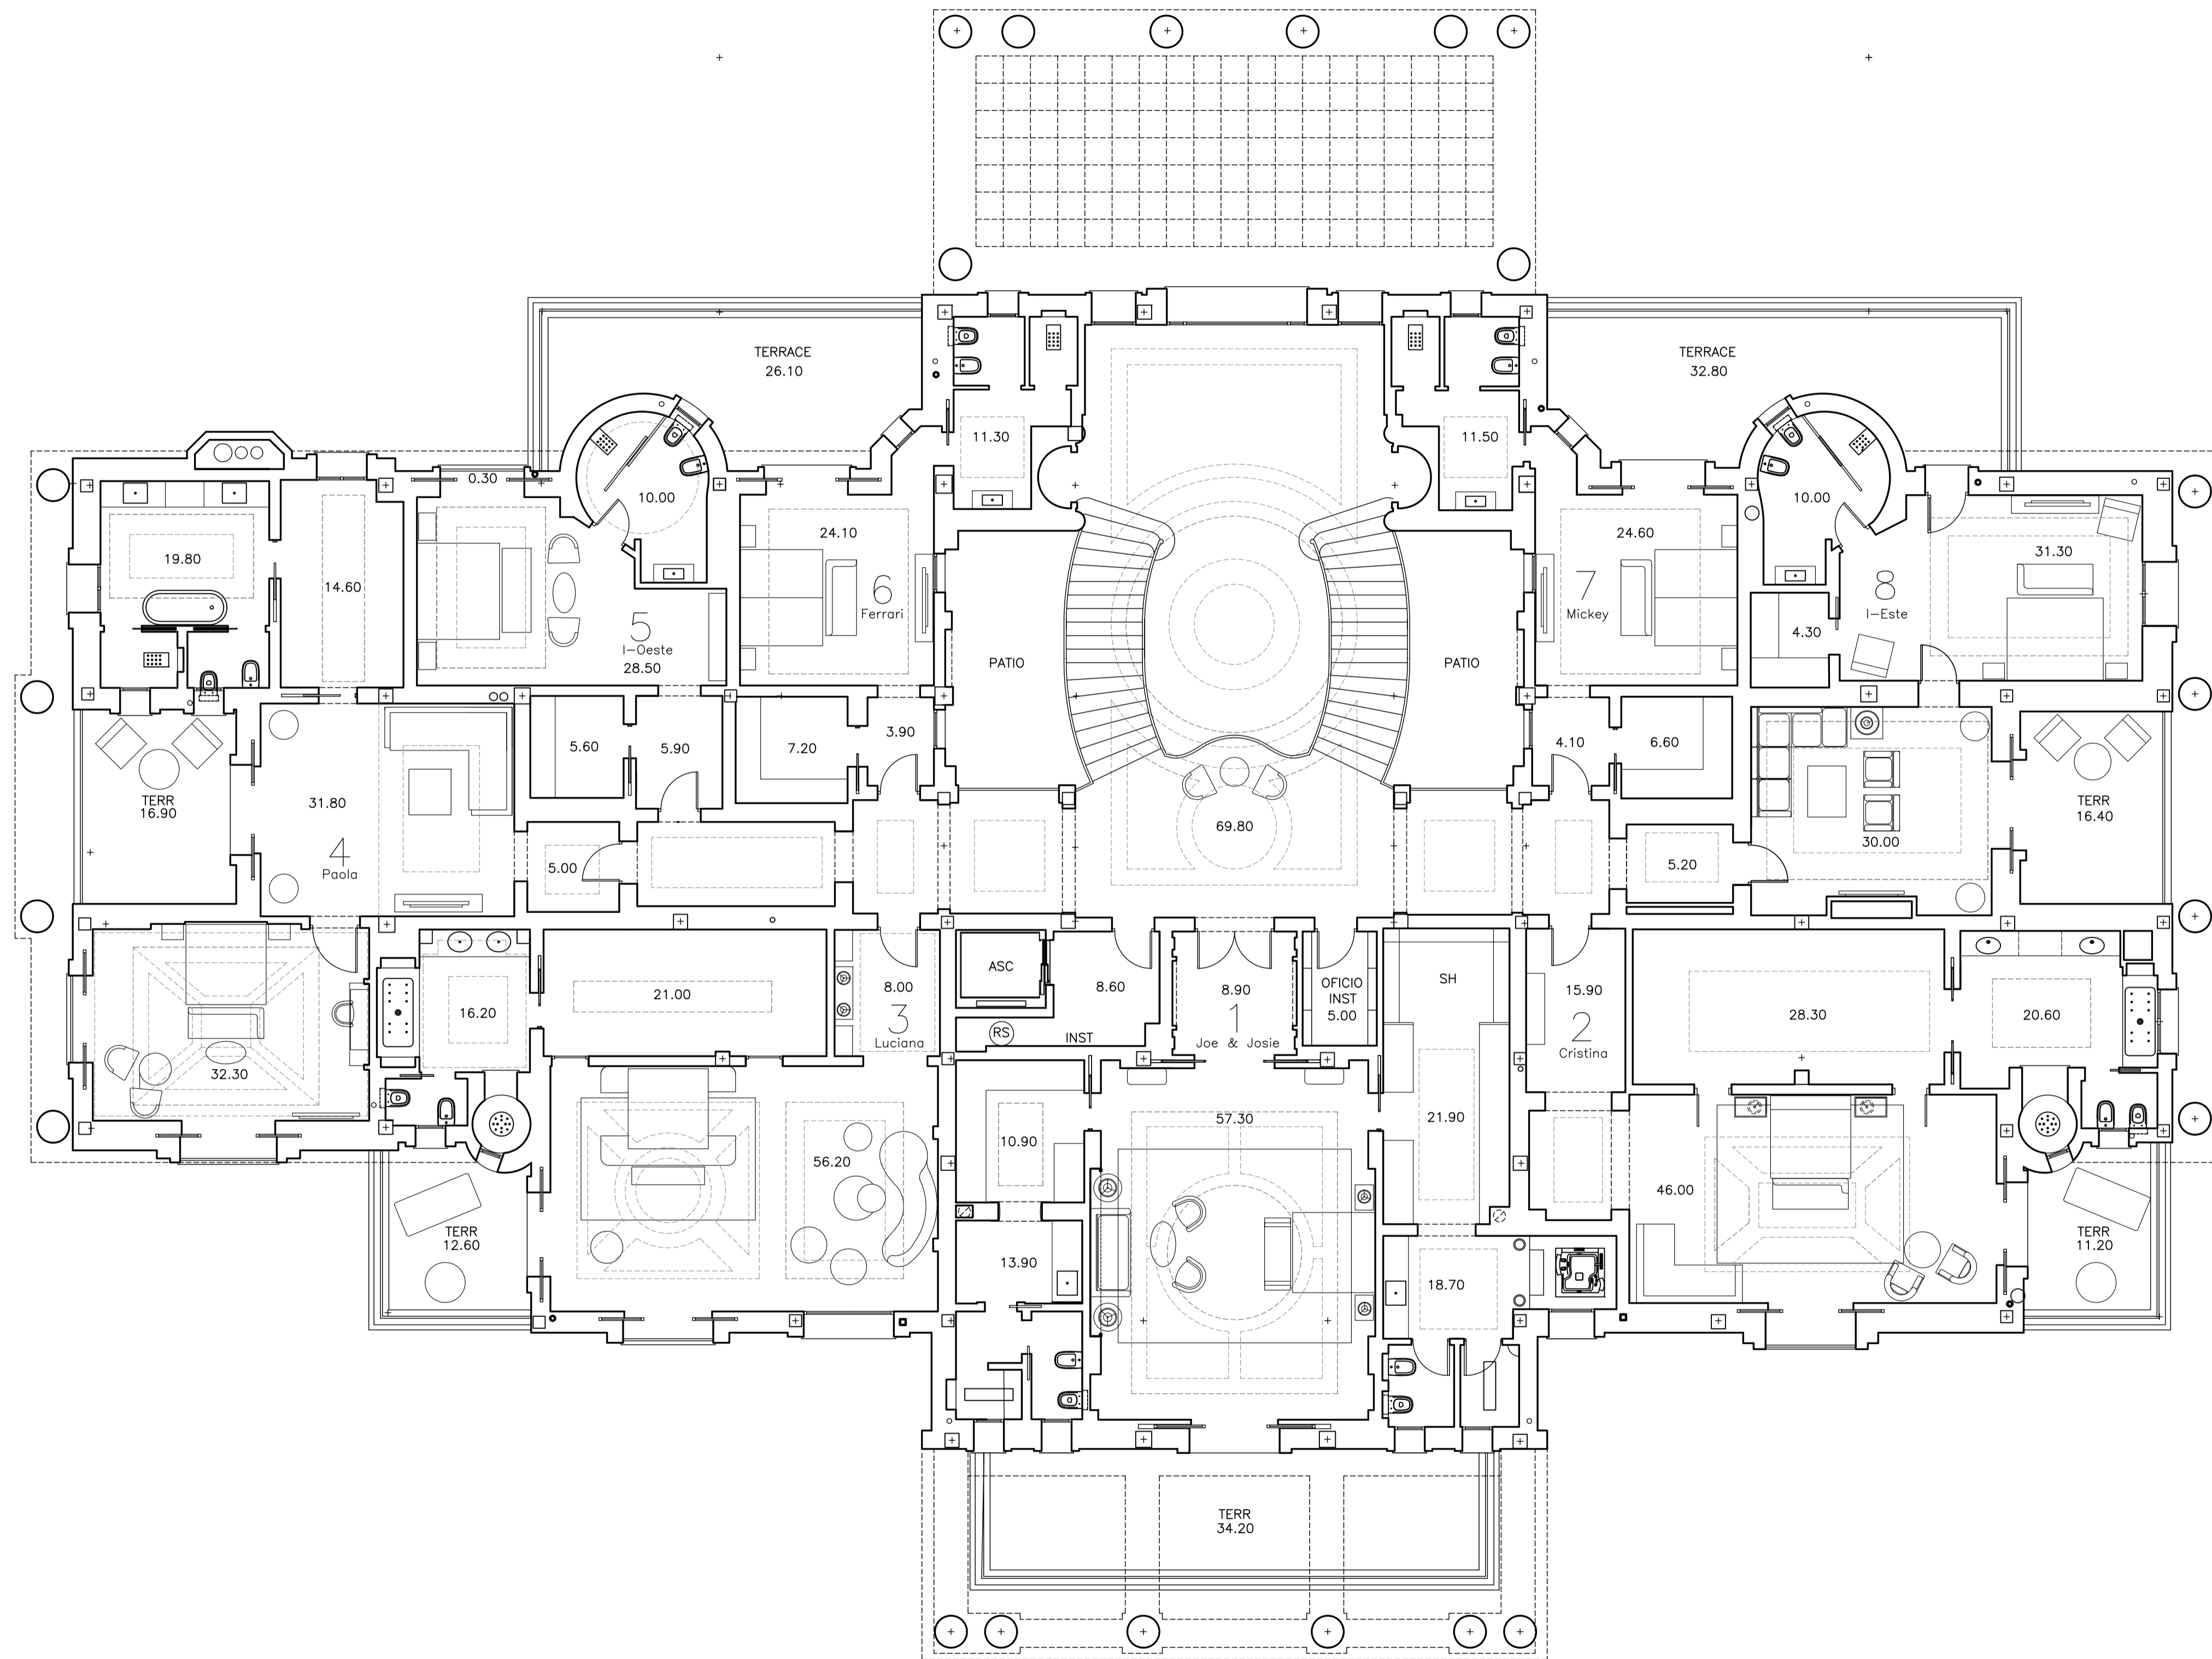 TERRACE
26.10
TERRACE
32.80
11.30
11.50
0.30
10.00
24.10
6
Ferrari
24.60
7
Mickey
10.00
31.30
8
I-Este
4.30
19.80
14.60
5
I-Oeste
28.50
PATIO
PATIO
5.60
5.90
7.20
3.90
4.10
6.60
TERR
16.90
31.80
4
Paola
5.00
69.80
5.20
30.00
TERR
16.40
32.30
16.20
21.00
8.00
3
Luciana
ASC
8.60
RS
INST
8.90
1
Joe & Josie
OFICIO
INST
5.00
SH
21.90
15.90
2
Cristina
28.30
20.60
56.20
10.90
57.30
46.00
TERR
12.60
13.90
18.70
TERR
11.20
TERR
34.20